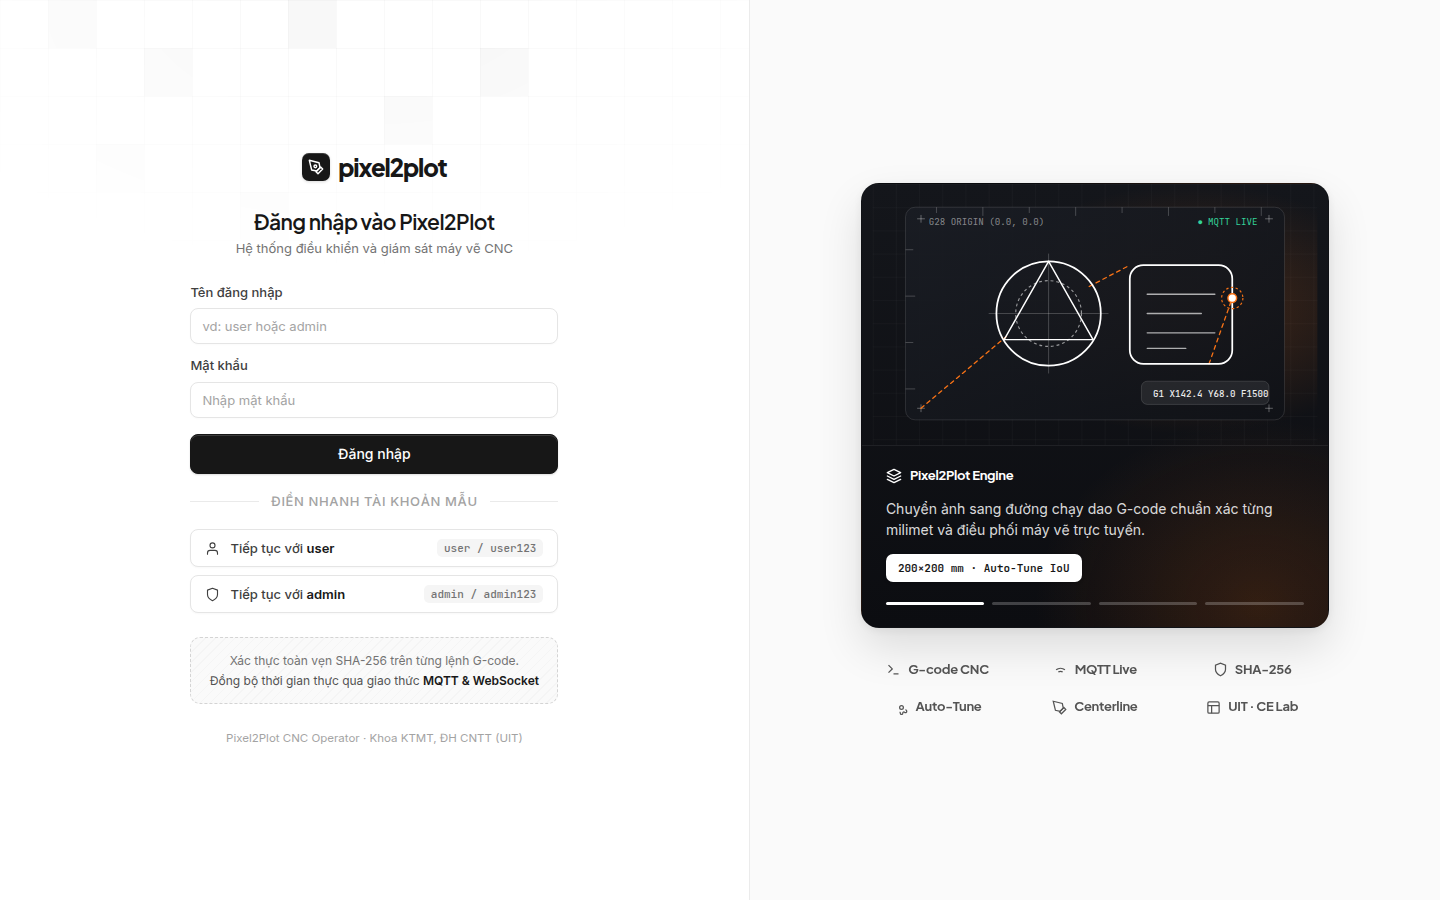 pixel2plot
Đăng nhập vào Pixel2Plot
Hệ thống điều khiển và giám sát máy vẽ CNC
Tên đăng nhập
vd: user hoặc admin
Mật khẩu
Nhập mật khẩu
Đăng nhập
ĐIỀN NHANH TÀI KHOẢN MẪU
Tiếp tục với user
user / user123
Tiếp tục với admin
admin / admin123
Xác thực toàn vẹn SHA-256 trên từng lệnh G-code.
Đồng bộ thời gian thực qua giao thức MQTT & WebSocket
Pixel2Plot CNC Operator · Khoa KTMT, ĐH CNTT (UIT)
G28 ORIGIN (0.0, 0.0)
MQTT LIVE
G1 X142.4 Y68.0 F1500
Pixel2Plot Engine
Chuyển ảnh sang đường chạy dao G-code chuẩn xác từng
milimet và điều phối máy vẽ trực tuyến.
200×200 mm · Auto-Tune IoU
G-code CNC
MQTT Live
SHA-256
Auto-Tune
Centerline
UIT · CE Lab